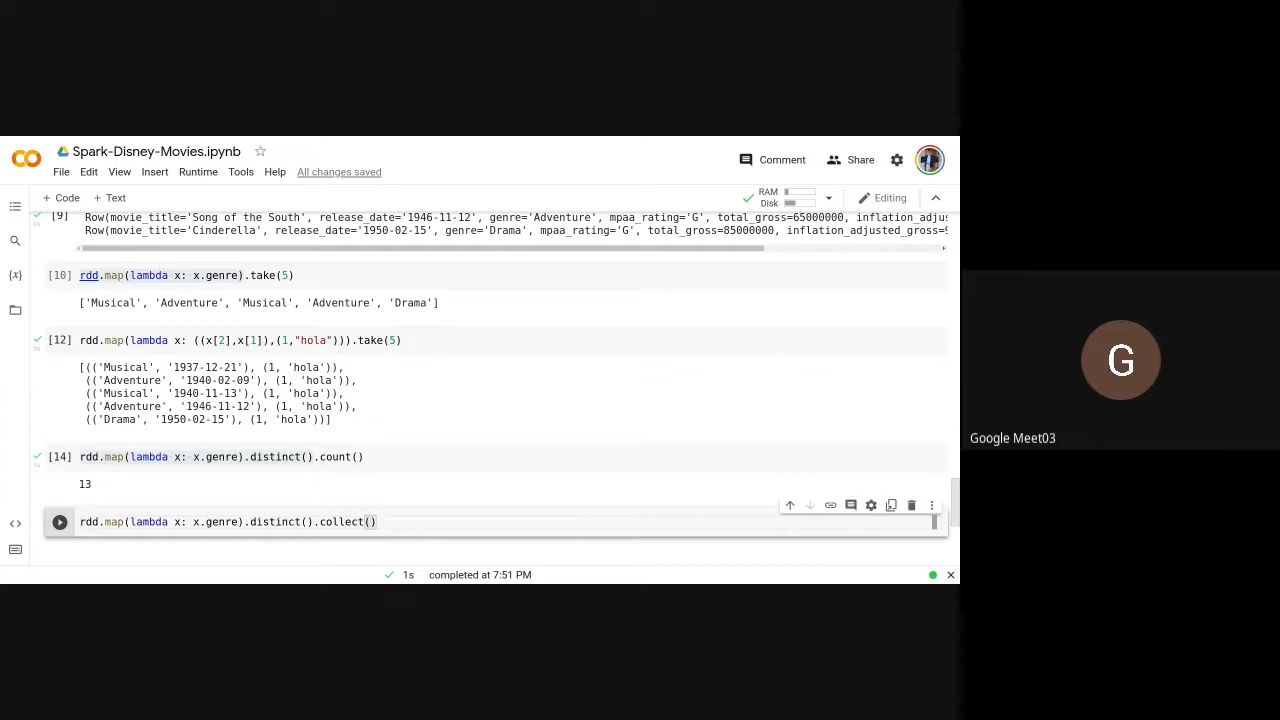 Spark-Disney-Movies.ipynb
File Edit View Insert Runtime Tools Help All changes saved
Comment Share
+ Code + Text
RAM
Disk
Editing
[9] Row(movie_title='Song of the South', release_date='1946-11-12', genre='Adventure', mpaa_rating='G', total_gross=65000000, inflation_adjus
Row(movie_title='Cinderella', release_date='1950-02-15', genre='Drama', mpaa_rating='G', total_gross=85000000, inflation_adjusted_gross=9
[10] rdd.map(lambda x: x.genre).take(5)
['Musical', 'Adventure', 'Musical', 'Adventure', 'Drama']
[12] rdd.map(lambda x: ((x[2],x[1]),(1,"hola"))).take(5)
0s
[(('Musical', '1937-12-21'), (1, 'hola')),
(('Adventure', '1940-02-09'), (1, 'hola')),
(('Musical', '1940-11-13'), (1, 'hola')),
(('Adventure', '1946-11-12'), (1, 'hola')),
(('Drama', '1950-02-15'), (1, 'hola'))]
[14] rdd.map(lambda x: x.genre).distinct().count()
1s
13
rdd.map(lambda x: x.genre).distinct().collect()
1s completed at 7:51 PM
G
Google Meet03